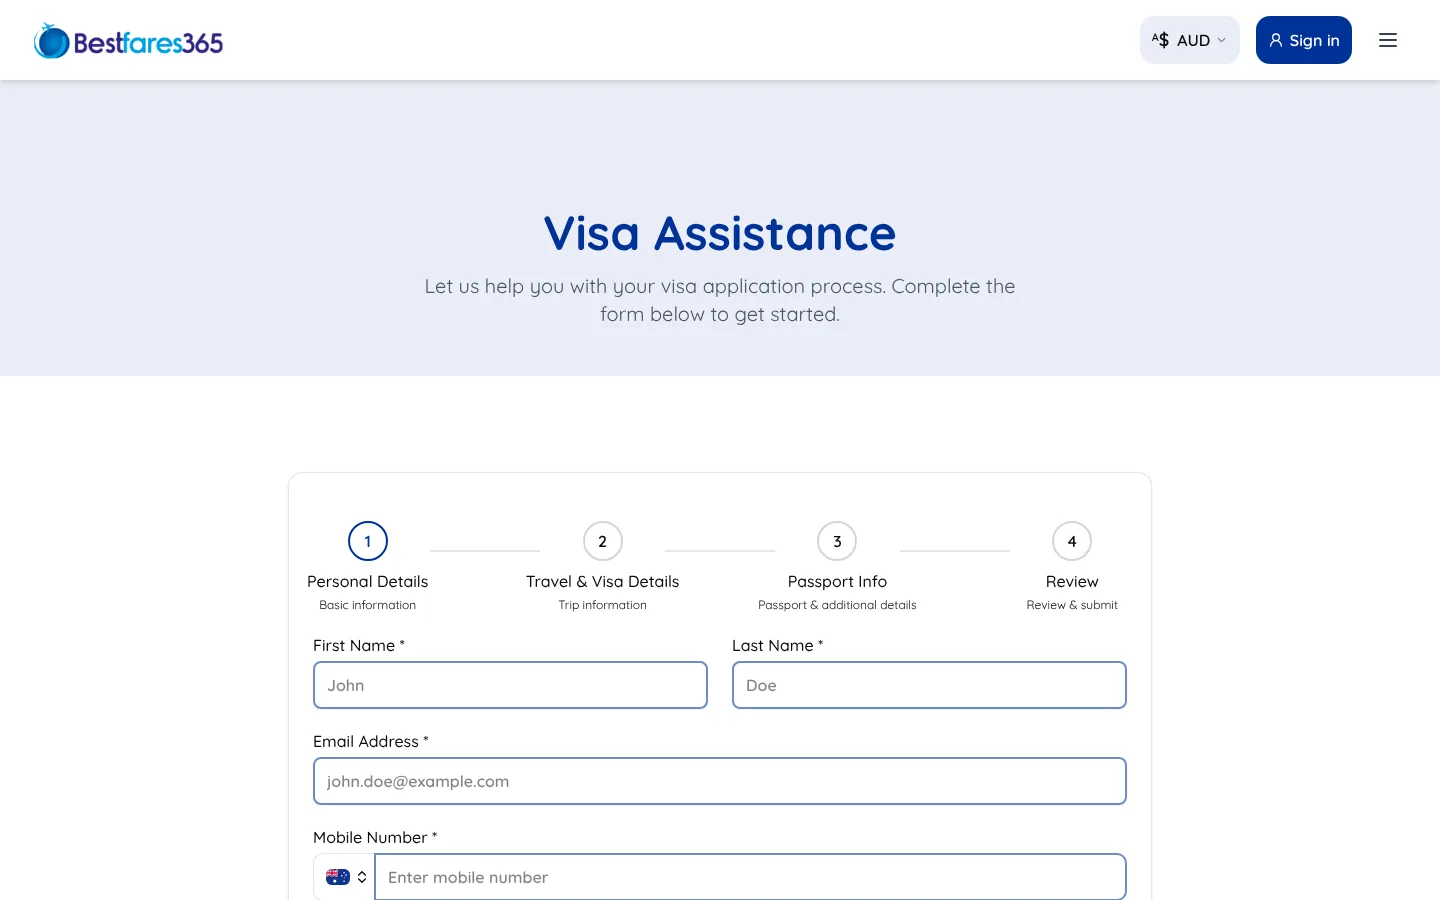 Bestfares365
A$ AUD
Sign in
Visa Assistance
Let us help you with your visa application process. Complete the
form below to get started.
1
2
3
4
Personal Details
Travel & Visa Details
Passport Info
Review
Basic information
Trip information
Passport & additional details
Review & submit
First Name *
Last Name *
John
Doe
Email Address *
john.doe@example.com
Mobile Number *
Enter mobile number